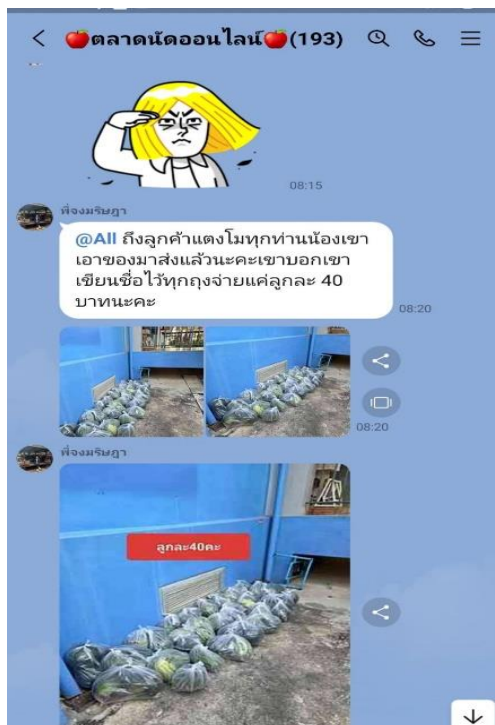 🍎ตลาดนัดออนไลน์🍎(193)
08:15
พี่จงมริษฎา
@All ถึงลูกค้าแตงโมทุกท่านน้องเขา
เอาของมาส่งแล้วนะคะเขาบอกเขา
เขียนชื่อไว้ทุกถุงจ่ายแค่ลูกละ 40
บาทนะคะ
08:20
08:20
พี่จงมริษฎา
ลูกละ40คะ